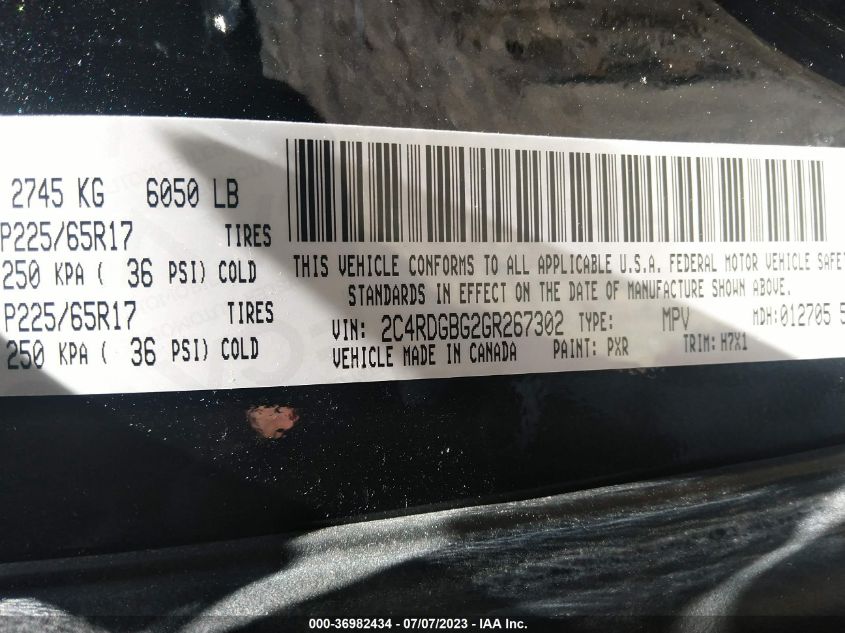 2745 KG 6050 LB
P225/65R17 TIRES
250 KPA ( 36 PSI) COLD
P225/65R17 TIRES
250 KPA ( 36 PSI) COLD
THIS VEHICLE CONFORMS TO ALL APPLICABLE U.S.A. FEDERAL MOTOR VEHICLE SAFET
STANDARDS IN EFFECT ON THE DATE OF MANUFACTURE SHOWN ABOVE.
VIN: 2C4RDGBG2GR267302 TYPE: MPV MDH:012705 5
VEHICLE MADE IN CANADA PAINT: PXR TRIM: H7X1
000-36982434 - 07/07/2023 - IAA Inc.